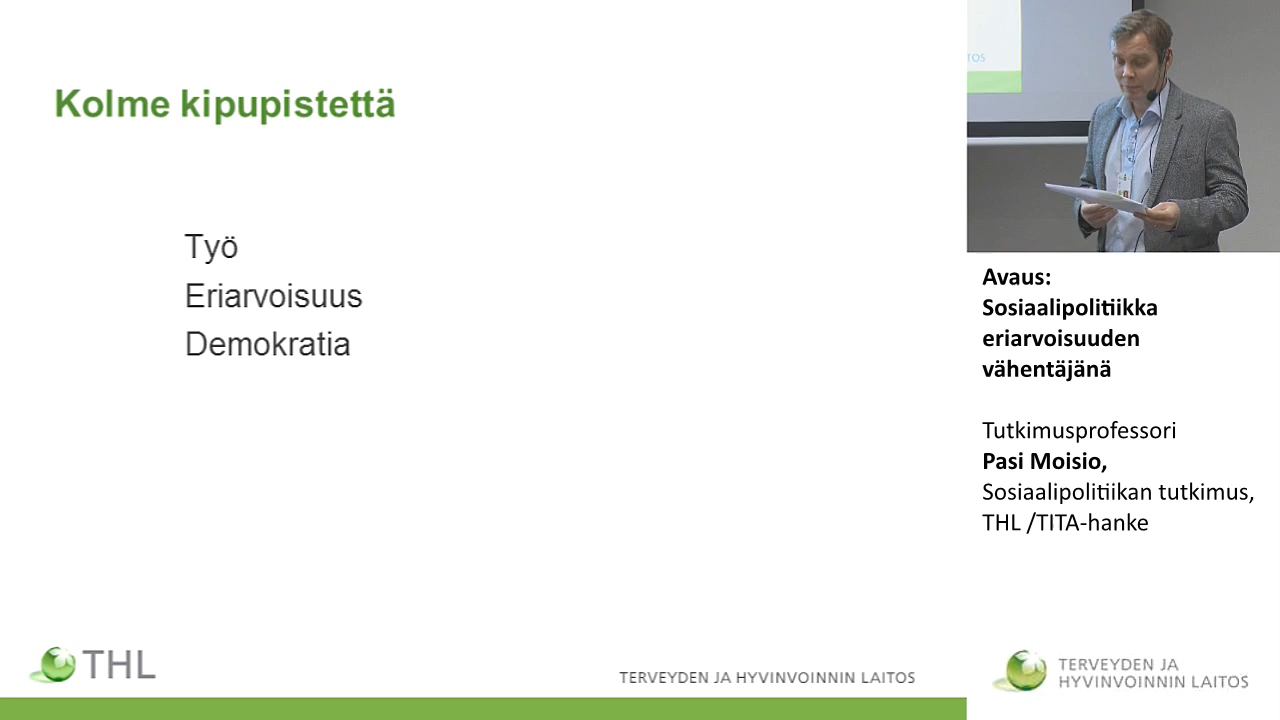 Kolme kipupistettä
Työ
Eriarvoisuus
Demokratia
THL
TERVEYDEN JA HYVINVOINNIN LAITOS
TOS
Avaus:
Sosiaalipolitiikka
eriarvoisuuden
vähentäjänä
Tutkimusprofessori
Pasi Moisio,
Sosiaalipolitiikan tutkimus,
THL /TITA-hanke
TERVEYDEN JA
HYVINVOINNIN LAITOS